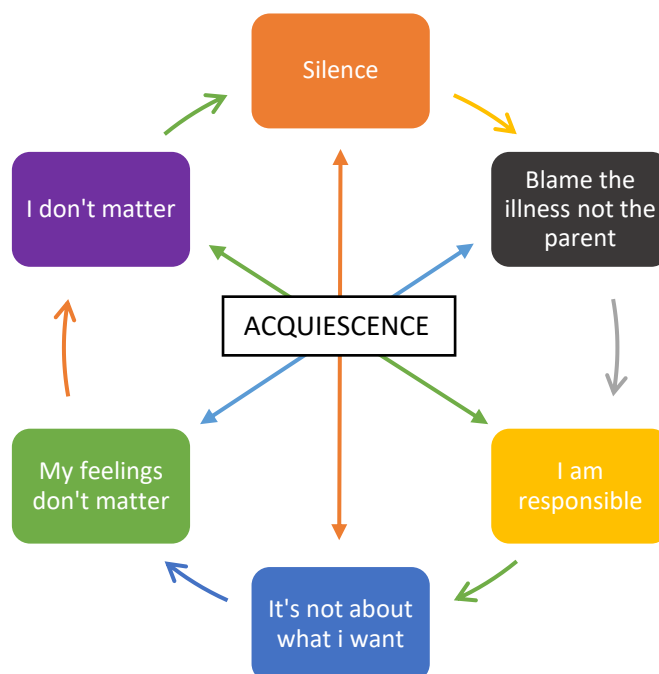 Silence
Blame the
illness not the
parent
I am
responsible
It's not about
what i want
My feelings
don't matter
I don't matter
ACQUIESCENCE